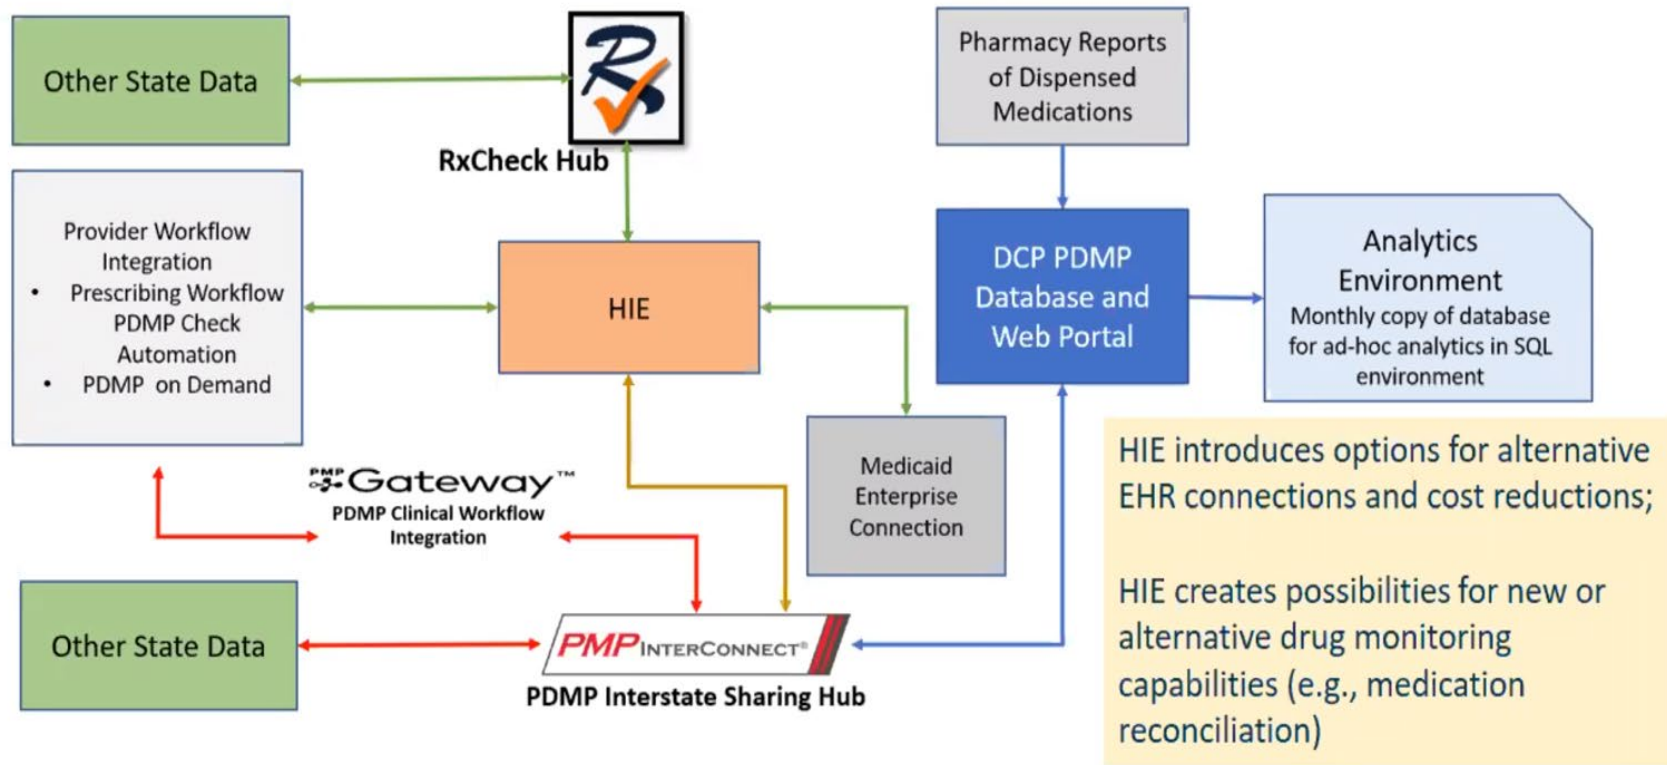 Other State Data
RxCheck Hub
Pharmacy Reports
of Dispensed
Medications
Provider Workflow
Integration
• Prescribing Workflow
PDMP Check
Automation
• PDMP on Demand
HIE
DCP PDMP
Database and
Web Portal
Analytics
Environment
Monthly copy of database
for ad-hoc analytics in SQL
environment
PMP Gateway™
PDMP Clinical Workflow
Integration
Medicaid
Enterprise
Connection
Other State Data
PMP INTERCONNECT®
PDMP Interstate Sharing Hub
HIE introduces options for alternative
EHR connections and cost reductions;
HIE creates possibilities for new or
alternative drug monitoring
capabilities (e.g., medication
reconciliation)